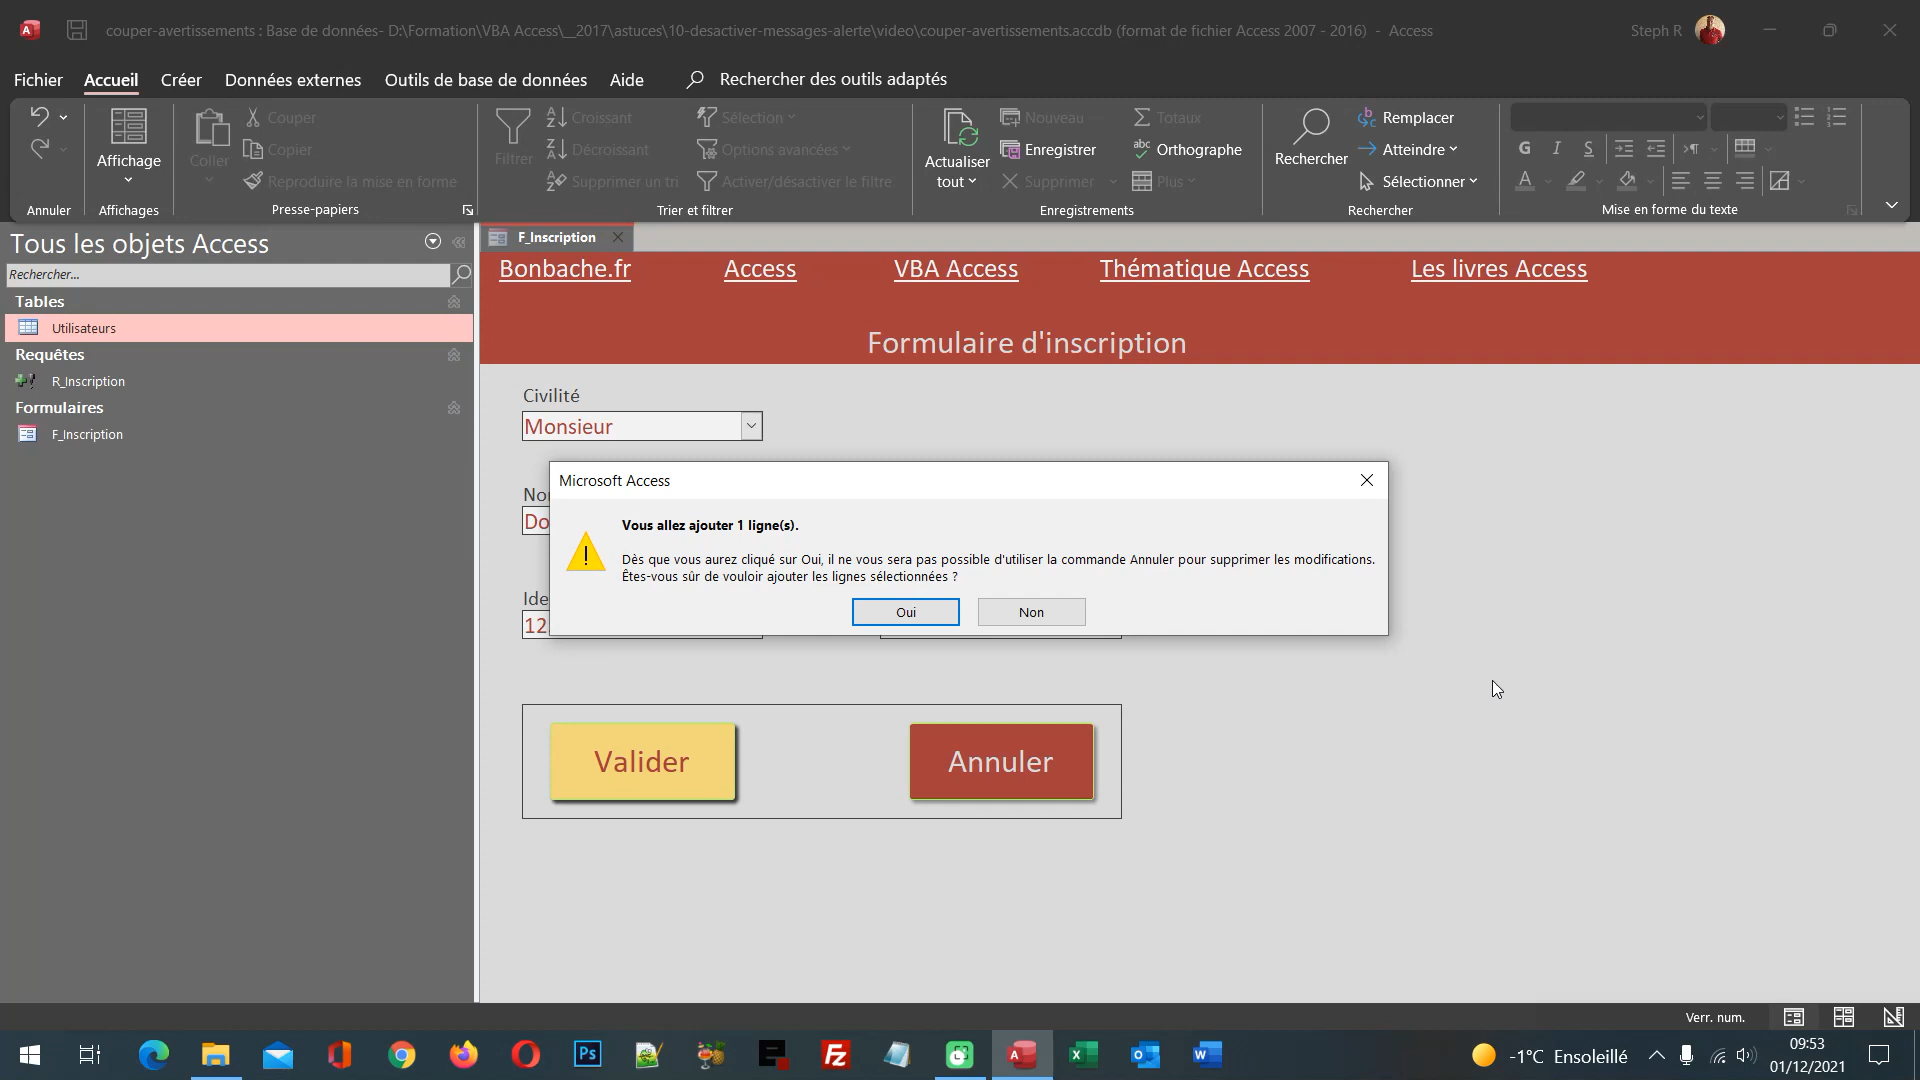 couper-avertissements : Base de données- D:\Formation\VBA Access\__2017\astuces\10-desactiver-messages-alerte\video\couper-avertissements.accdb (format de fichier Access 2007 - 2016) - Access
Steph R
Fichier
Accueil
Créer
Données externes
Outils de base de données
Aide
Rechercher des outils adaptés
Annuler
Affichage
Affichages
Coller
Couper
Copier
Reproduire la mise en forme
Presse-papiers
Filtrer
Croissant
Décroissant
Supprimer un tri
Sélection
Options avancées
Activer/désactiver le filtre
Trier et filtrer
Actualiser
tout
Nouveau
Enregistrer
Supprimer
Totaux
Orthographe
Plus
Enregistrements
Rechercher
Remplacer
Atteindre
Sélectionner
Rechercher
G I S
Mise en forme du texte
Tous les objets Access
Rechercher...
Tables
Utilisateurs
Requêtes
R_Inscription
Formulaires
F_Inscription
F_Inscription
Bonbache.fr
Access
VBA Access
Thématique Access
Les livres Access
Formulaire d'inscription
Civilité
Monsieur
Microsoft Access
Vous allez ajouter 1 ligne(s).
Dès que vous aurez cliqué sur Oui, il ne vous sera pas possible d'utiliser la commande Annuler pour supprimer les modifications.
Êtes-vous sûr de vouloir ajouter les lignes sélectionnées ?
Oui
Non
Valider
Annuler
Verr. num.
-1°C Ensoleillé
09:53
01/12/2021